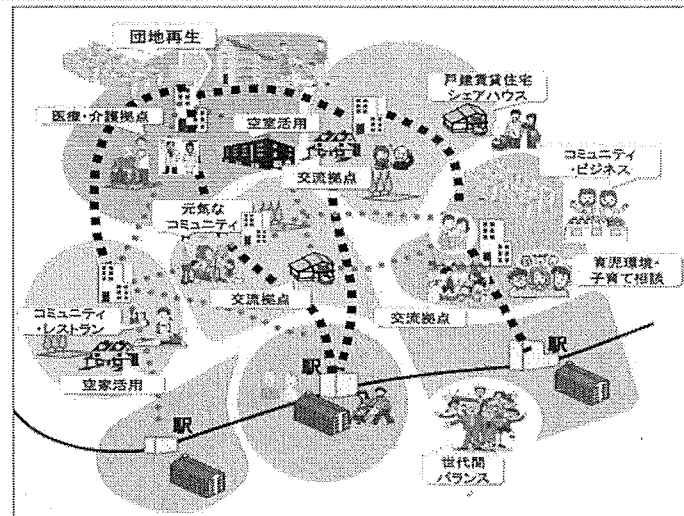 団地再生
戸建賃貸住宅
シェアハウス
医療・介護拠点
空室活用
交流拠点
コミュニティ
・ビジネス
元気な
コミュニティ
育児環境・
子育て相談
交流拠点
交流拠点
コミュニティ
・レストラン
空家活用
駅
駅
駅
世代間
バランス